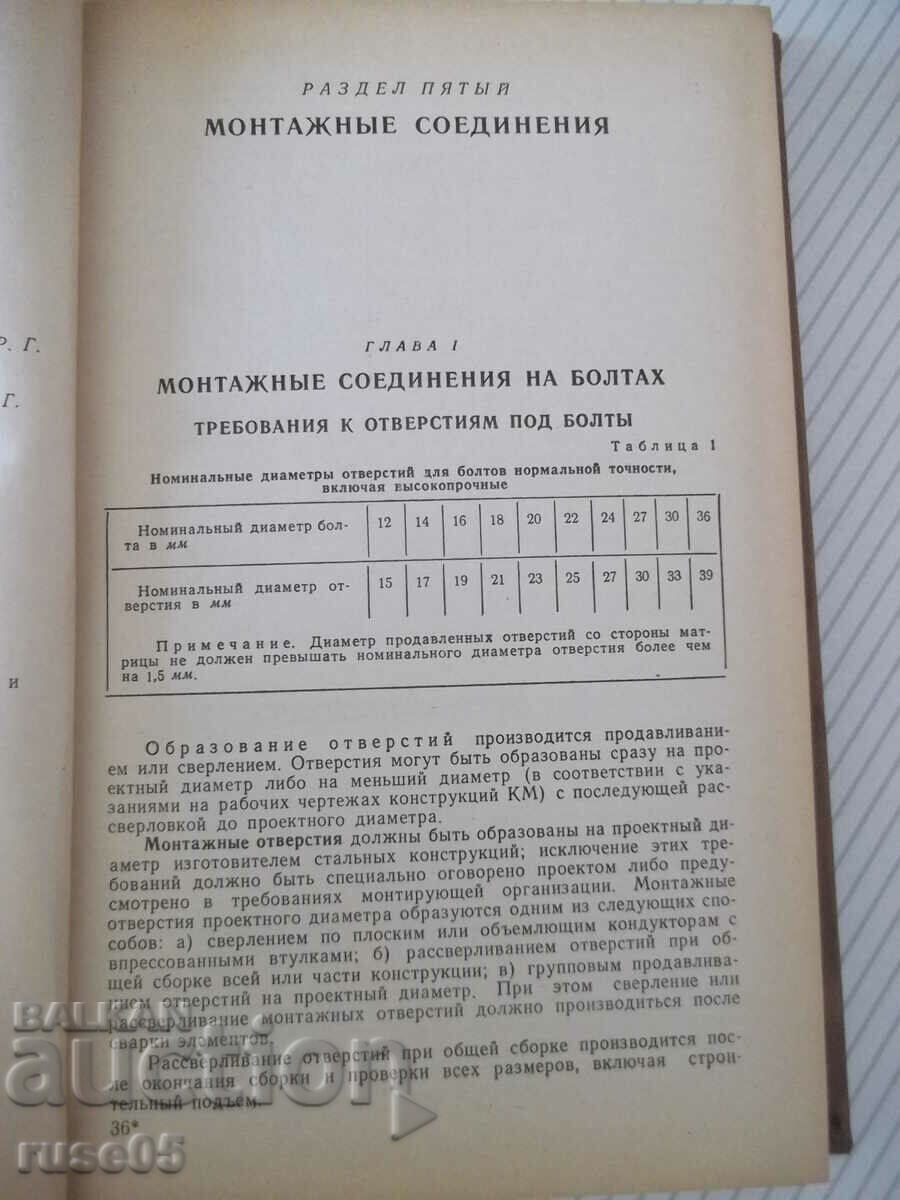 Р. Г.
Г.
и
РАЗДЕЛ ПЯТЫЙ
МОНТАЖНЫЕ СОЕДИНЕНИЯ
ГЛАВА I
МОНТАЖНЫЕ СОЕДИНЕНИЯ НА БОЛТАХ
ТРЕБОВАНИЯ К ОТВЕРСТИЯМ ПОД БОЛТЫ
Таблица 1
Номинальные диаметры отверстий для болтов нормальной точности,
включая высокопрочные
Номинальный диаметр бол-
та в мм
12 14 16 18 20 22 24 27 30 36
Номинальный диаметр от-
верстия в мм
15 17 19 21 23 25 27 30 33 39
Примечание. Диаметр продавленных отверстий со стороны мат-
рицы не должен превышать номинального диаметра отверстия более чем
на 1,5 мм.
Образование отверстий производится продавливани-
ем или сверлением. Отверстия могут быть образованы сразу на про-
ектный диаметр либо на меньший диаметр (в соответствии с ука-
заниями на рабочих чертежах конструкций КМ) с последующей рас-
сверловкой до проектного диаметра.
Монтажные отверстия должны быть образованы на проектный ди-
аметр изготовителем стальных конструкций; исключение этих тре-
бований должно быть специально оговорено проектом либо преду-
смотрено в требованиях монтирующей организации. Монтажные
отверстия проектного диаметра образуются одним из следующих спо-
собов: а) сверлением по плоским или объемлющим кондукторам с
впрессованными втулками; б) рассверливанием отверстий при об-
щей сборке всей или части конструкции; в) групповым продавлива-
нием отверстий на проектный диаметр. При этом сверление или
рассверливание монтажных отверстий должно производиться после
сварки элементов.
Рассверливание отверстий при общей сборке производится пос-
ле окончания сборки и проверки всех размеров, включая строи-
тельный подъем.
36*
BALKAN
auction
ruse05